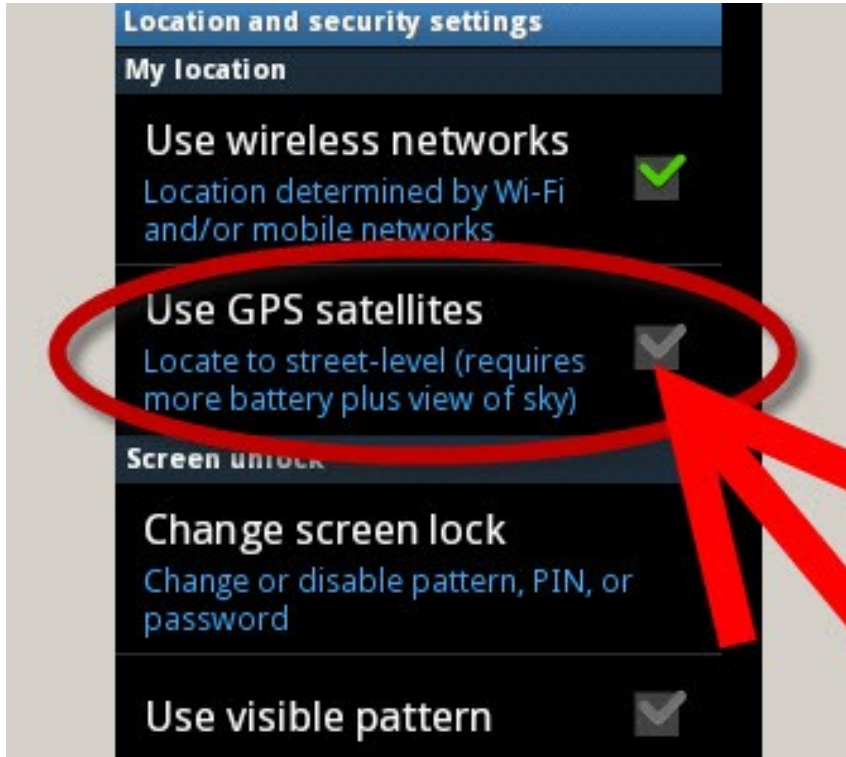 Location and security settings
My location
Use wireless networks
Location determined by Wi-Fi
and/or mobile networks
Use GPS satellites
Locate to street-level (requires
more battery plus view of sky)
Screen unlock
Change screen lock
Change or disable pattern, PIN, or
password
Use visible pattern